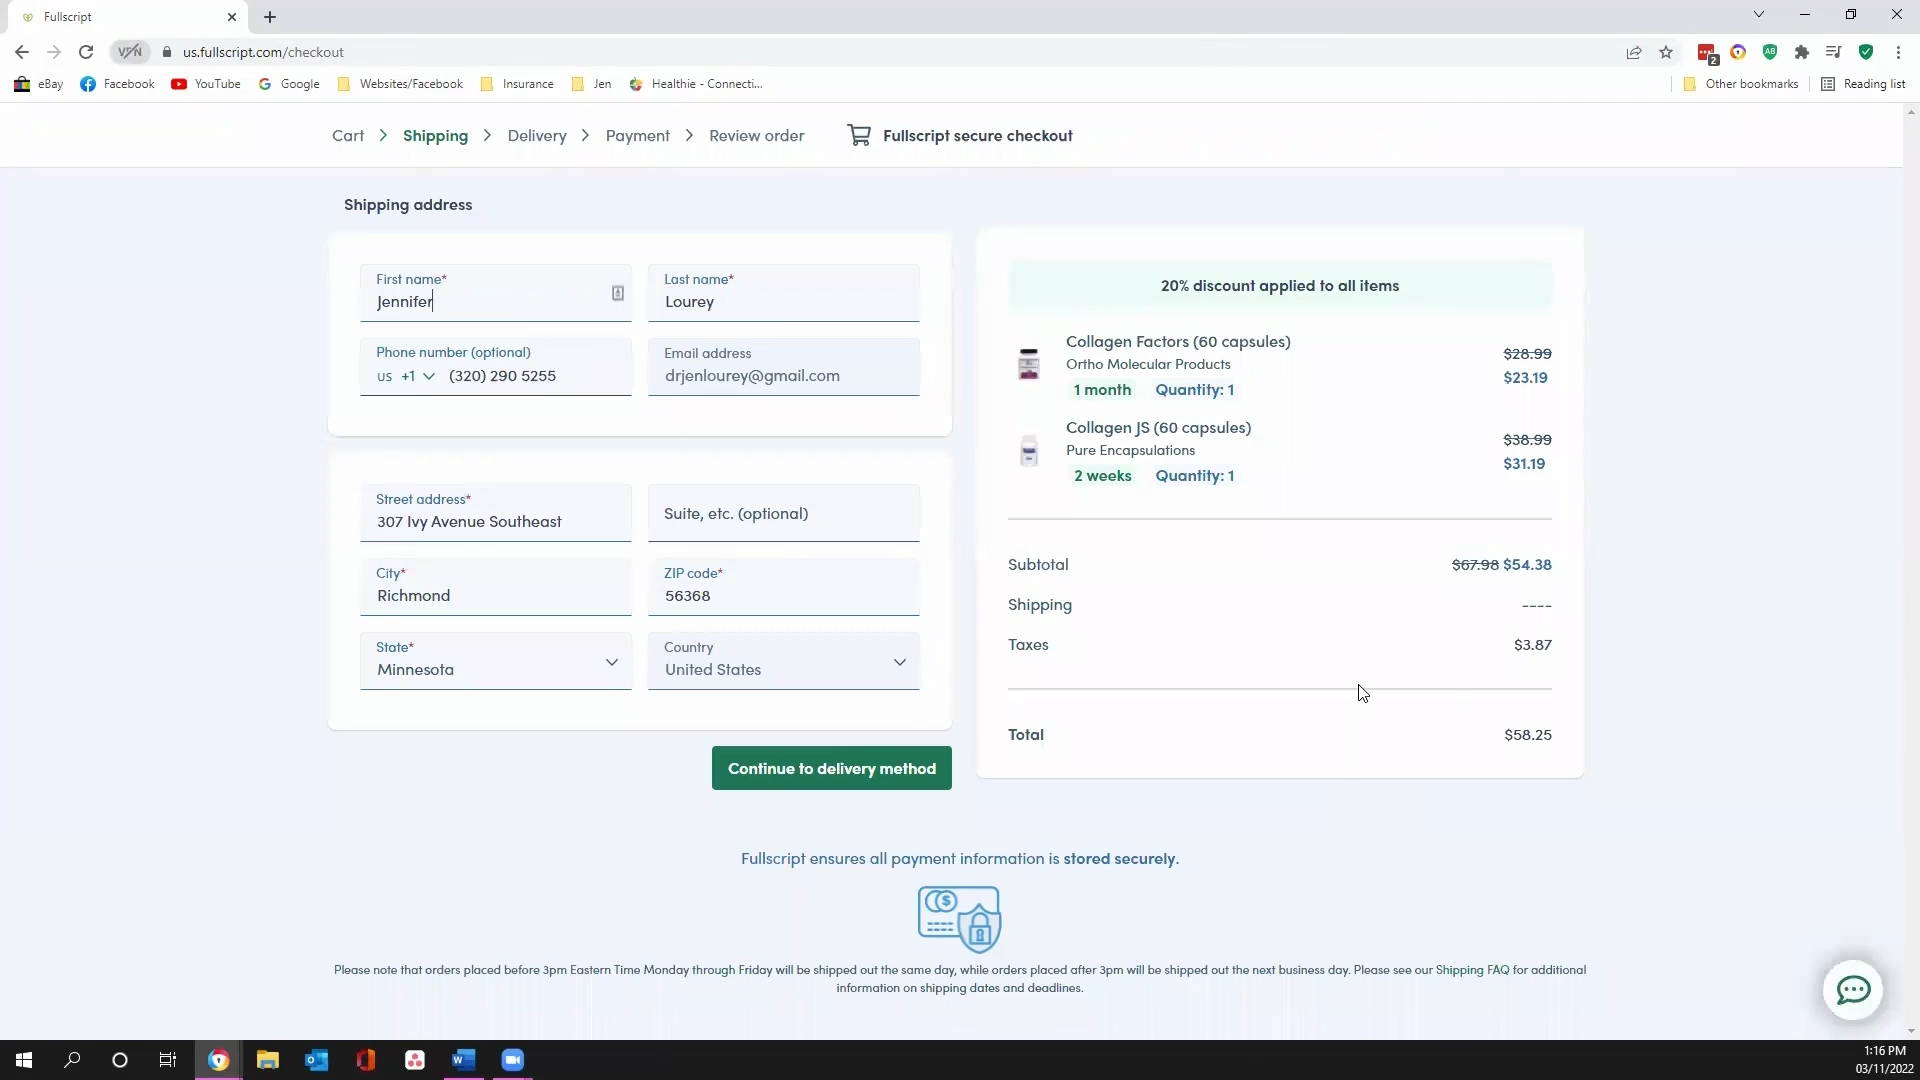 Fullscript
VPN
us.fullscript.com/checkout
2
eBay
Facebook
YouTube
Google
Websites/Facebook
Insurance
Jen
Healthie - Connecti...
Other bookmarks
Reading list
Cart
Shipping
Delivery
Payment
Review order
Fullscript secure checkout
Shipping address
First name*
Jennifer
Last name*
Lourey
Phone number (optional)
US +1 (320) 290 5255
Email address
drjenlourey@gmail.com
Street address*
307 Ivy Avenue Southeast
Suite, etc. (optional)
City*
Richmond
ZIP code*
56368
State*
Minnesota
Country
United States
Continue to delivery method
20% discount applied to all items
Collagen Factors (60 capsules)
Ortho Molecular Products
1 month Quantity: 1
$28.99
$23.19
Collagen JS (60 capsules)
Pure Encapsulations
2 weeks Quantity: 1
$38.99
$31.19
Subtotal $67.98 $54.38
Shipping ----
Taxes $3.87
Total $58.25
Fullscript ensures all payment information is stored securely.
Please note that orders placed before 3pm Eastern Time Monday through Friday will be shipped out the same day, while orders placed after 3pm will be shipped out the next business day. Please see our Shipping FAQ for additional
information on shipping dates and deadlines.
1:16 PM
03/11/2022